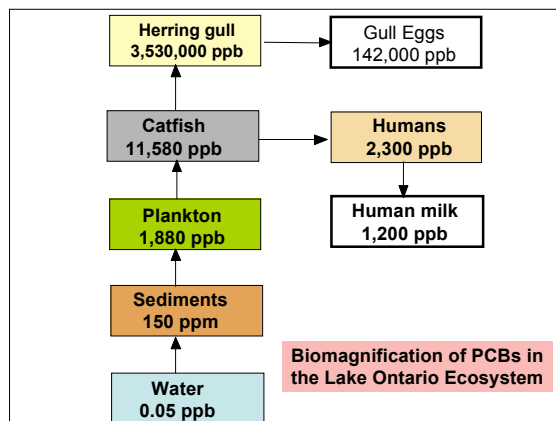 Herring gull
3,530,000 ppb
Gull Eggs
142,000 ppb
Catfish
11,580 ppb
Humans
2,300 ppb
Plankton
1,880 ppb
Human milk
1,200 ppb
Sediments
150 ppm
Biomagnification of PCBs in
the Lake Ontario Ecosystem
Water
0.05 ppb